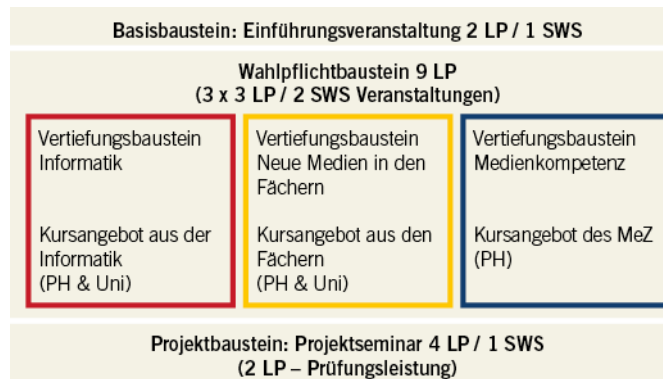 Basisbaustein: Einführungsveranstaltung 2 LP / 1 SWS
Wahlpflichtbaustein 9 LP
(3 x 3 LP / 2 SWS Veranstaltungen)
Vertiefungsbaustein
Informatik
Kursangebot aus der
Informatik
(PH & Uni)
Vertiefungsbaustein
Neue Medien in den
Fächern
Kursangebot aus den
Fächern
(PH & Uni)
Vertiefungsbaustein
Medienkompetenz
Kursangebot des MeZ
(PH)
Projektbaustein: Projektseminar 4 LP / 1 SWS
(2 LP – Prüfungsleistung)